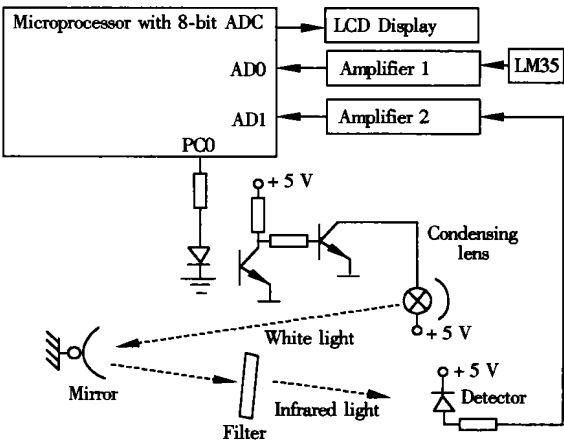 Microprocessor with 8-bit ADC
LCD Display
AD0
Amplifier 1
LM35
AD1
Amplifier 2
PC0
+ 5 V
Condensing
lens
+ 5 V
White light
+ 5 V
Mirror
Detector
Infrared light
Filter